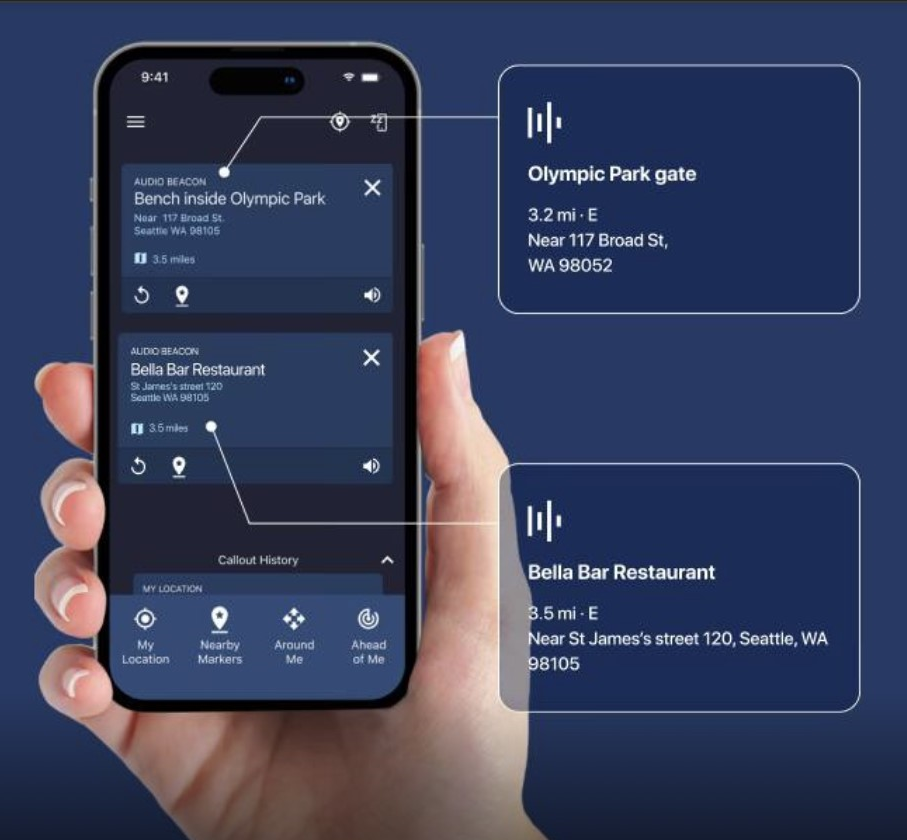 9:41
AUDIO BEACON
Bench inside Olympic Park
Near 117 Broad St.
Seattle WA 98105
3.5 miles
AUDIO BEACON
Bella Bar Restaurant
St James's street 120
Seattle WA 98105
3.5 miles
Callout History
MY LOCATION
My
Location
Nearby
Markers
Around
Me
Ahead
of Me
Olympic Park gate
3.2 mi · E
Near 117 Broad St,
WA 98052
Bella Bar Restaurant
3.5 mi · E
Near St James's street 120, Seattle, WA
98105